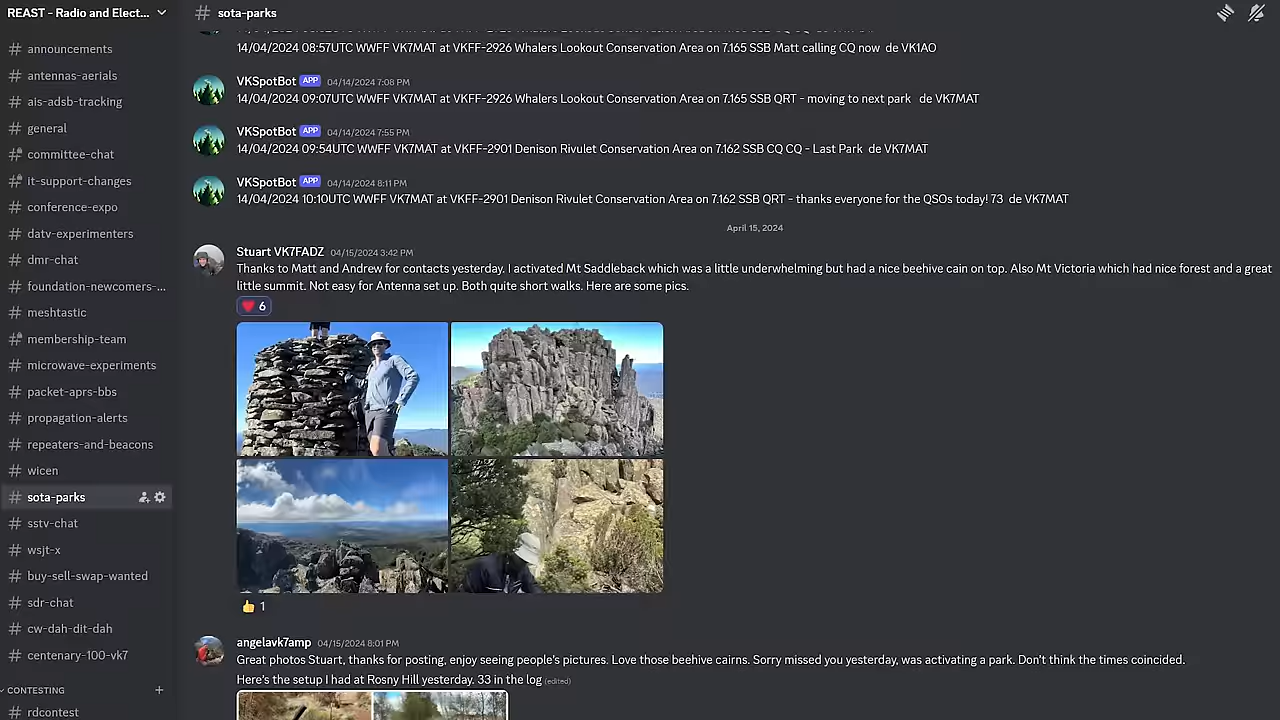 REAST - Radio and Elect...
# sota-parks
# announcements
# antennas-aerials
# ais-adsb-tracking
# general
# committee-chat
# it-support-changes
# conference-expo
# datv-experimenters
# dmr-chat
# foundation-newcomers-...
# meshtastic
# membership-team
# microwave-experiments
# packet-aprs-bbs
# propagation-alerts
# repeaters-and-beacons
# wicen
# sota-parks
# sstv-chat
# wsjt-x
# buy-sell-swap-wanted
# sdr-chat
# cw-dah-dit-dah
# centenary-100-vk7
CONTESTING +
# rdcontest
14/04/2024 08:57UTC WWFF VK7MAT at VKFF-2926 Whalers Lookout Conservation Area on 7.165 SSB Matt calling CQ now de VK1AO
VKSpotBot APP 04/14/2024 7:08 PM
14/04/2024 09:07UTC WWFF VK7MAT at VKFF-2926 Whalers Lookout Conservation Area on 7.165 SSB QRT - moving to next park de VK7MAT
VKSpotBot APP 04/14/2024 7:55 PM
14/04/2024 09:54UTC WWFF VK7MAT at VKFF-2901 Denison Rivulet Conservation Area on 7.162 SSB CQ CQ - Last Park de VK7MAT
VKSpotBot APP 04/14/2024 8:11 PM
14/04/2024 10:10UTC WWFF VK7MAT at VKFF-2901 Denison Rivulet Conservation Area on 7.162 SSB QRT - thanks everyone for the QSOs today! 73 de VK7MAT
April 15, 2024
Stuart VK7FADZ 04/15/2024 3:42 PM
Thanks to Matt and Andrew for contacts yesterday. I activated Mt Saddleback which was a little underwhelming but had a nice beehive cain on top. Also Mt Victoria which had nice forest and a great
little summit. Not easy for Antenna set up. Both quite short walks. Here are some pics.
6
1
angelavk7amp 04/15/2024 8:01 PM
Great photos Stuart, thanks for posting, enjoy seeing people's pictures. Love those beehive cairns. Sorry missed you yesterday, was activating a park. Don't think the times coincided.
Here's the setup I had at Rosny Hill yesterday. 33 in the log (edited)